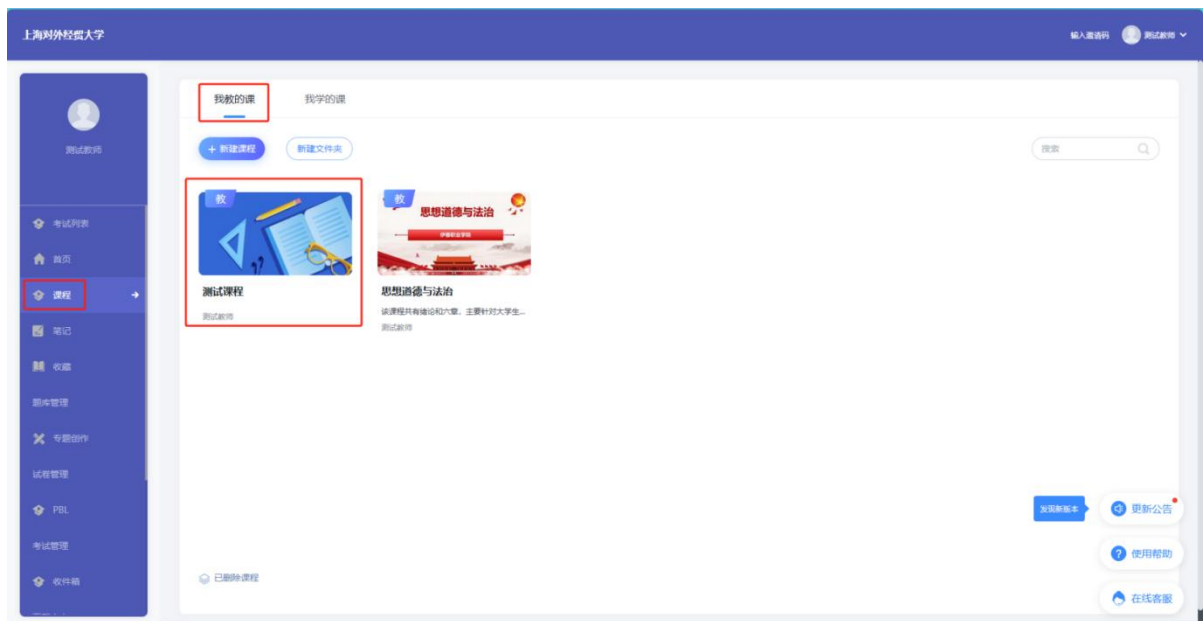 上海对外经贸大学
输入邀请码
测试教师
测试教师
考试列表
首页
课程
笔记
收藏
题库管理
专题创作
试卷管理
PBL
考试管理
收件箱
我教的课
我学的课
+ 新建课程
新建文件夹
搜索
教
测试课程
测试教师
教
思想道德与法治
思想道德与法治
该课程共有绪论和六章，主要针对大学生...
测试教师
发现新版本
更新公告
使用帮助
在线客服
已删除课程